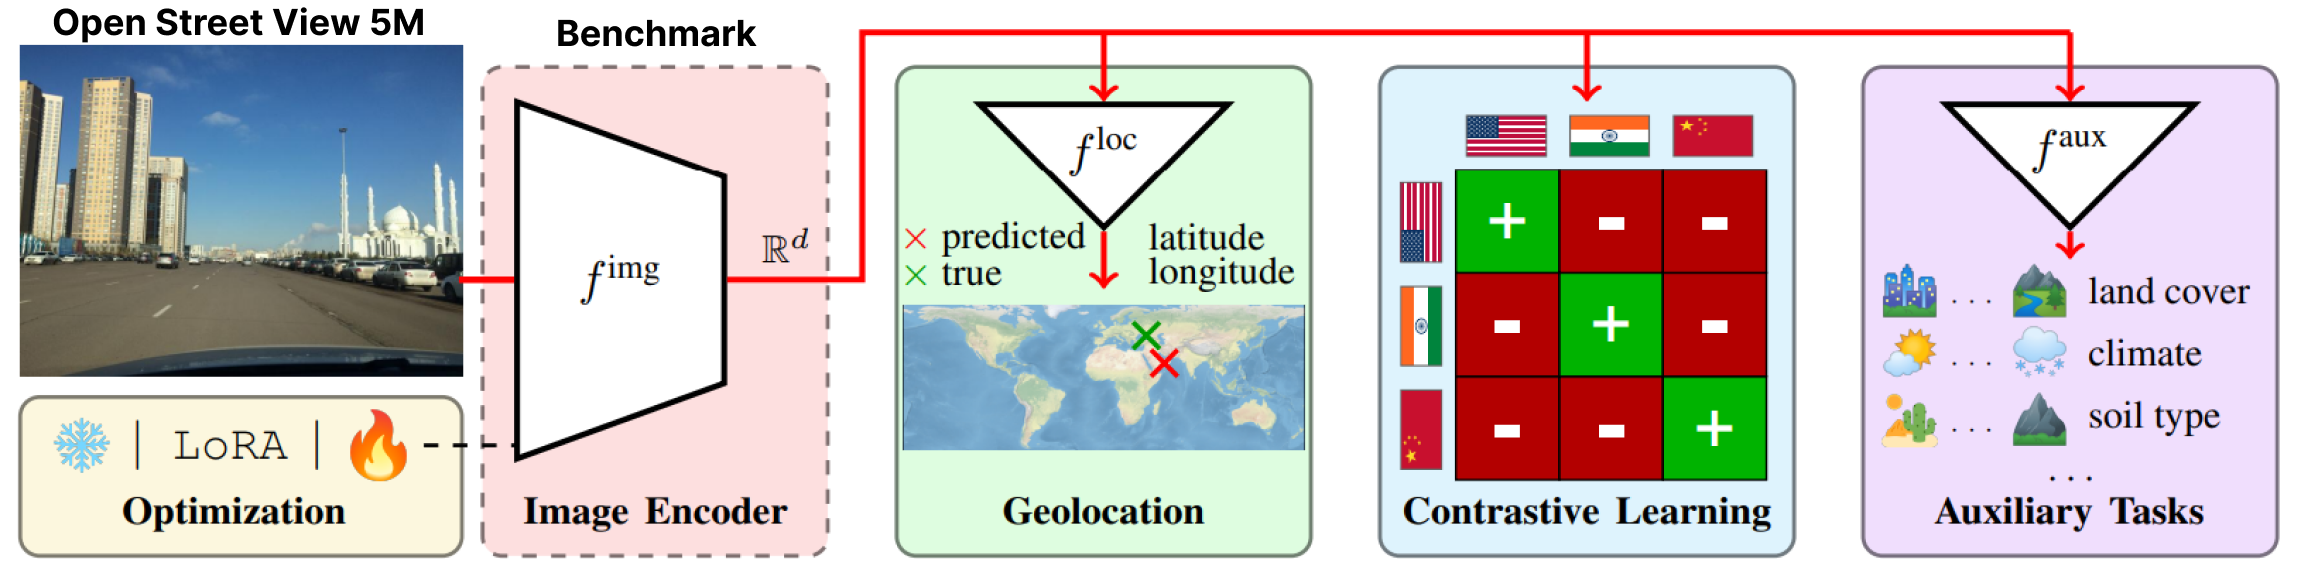 Open Street View 5M
Benchmark
f^img
ℝ^d
| LoRA |
Optimization
Image Encoder
f^loc
× predicted
× true
latitude
longitude
Geolocation
+ - -
- + -
- - +
Contrastive Learning
f^aux
... land cover
... climate
... soil type
...
Auxiliary Tasks